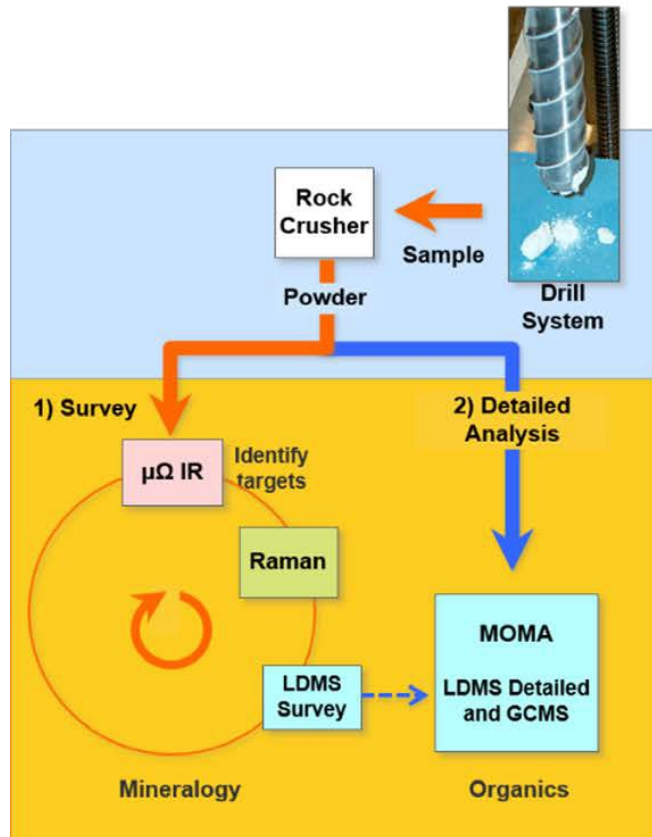 Rock
Crusher
Sample
Drill
System
Powder
1) Survey
2) Detailed
Analysis
μΩ IR
Identify
targets
Raman
MOMA
LDMS Detailed
and GCMS
LDMS
Survey
Mineralogy
Organics